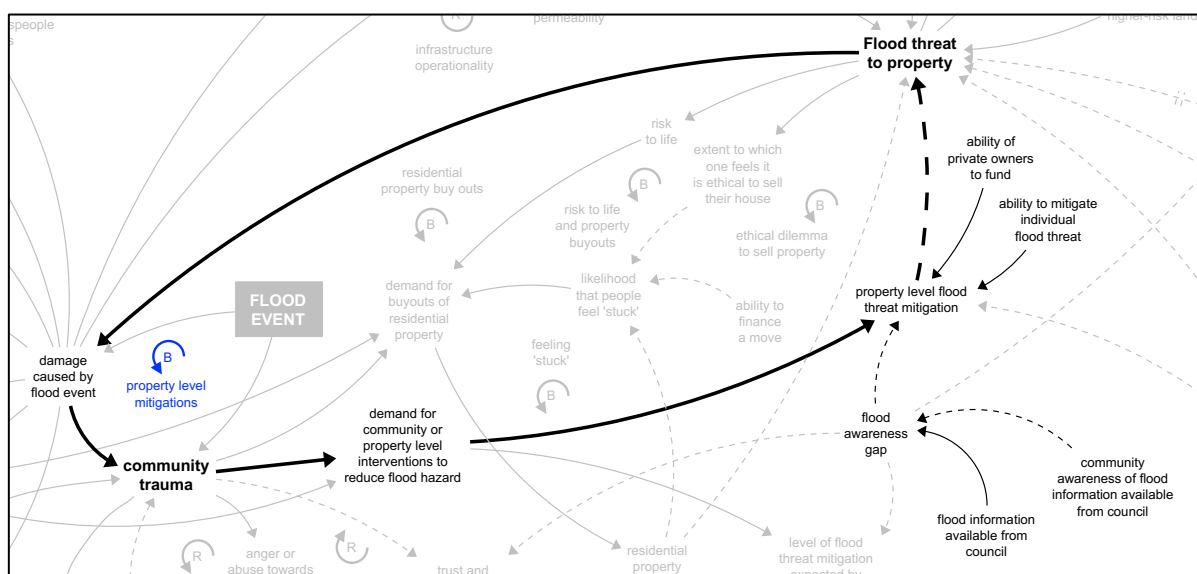 speople
s
R
permeability
infrastructure
operationality
higher-risk land
Flood threat
to property
risk
to life
extent to which
one feels it
is ethical to sell
their house
ability of
private owners
to fund
residential
property buy outs
B
B
B
risk to life
and property
buyouts
ethical dilemma
to sell property
ability to mitigate
individual
flood threat
FLOOD
EVENT
demand for
buyouts of
residential
property
likelihood
that people
feel 'stuck'
ability to
finance
a move
property level flood
threat mitigation
damage
caused by
flood event
B
property level
mitigations
feeling
'stuck'
B
demand for
community or
property level
interventions to
reduce flood hazard
flood
awareness
gap
community
trauma
community
awareness of flood
information available
from council
flood information
available from
council
R
anger or
abuse towards
R
trust and
residential
property
level of flood
threat mitigation
expected by